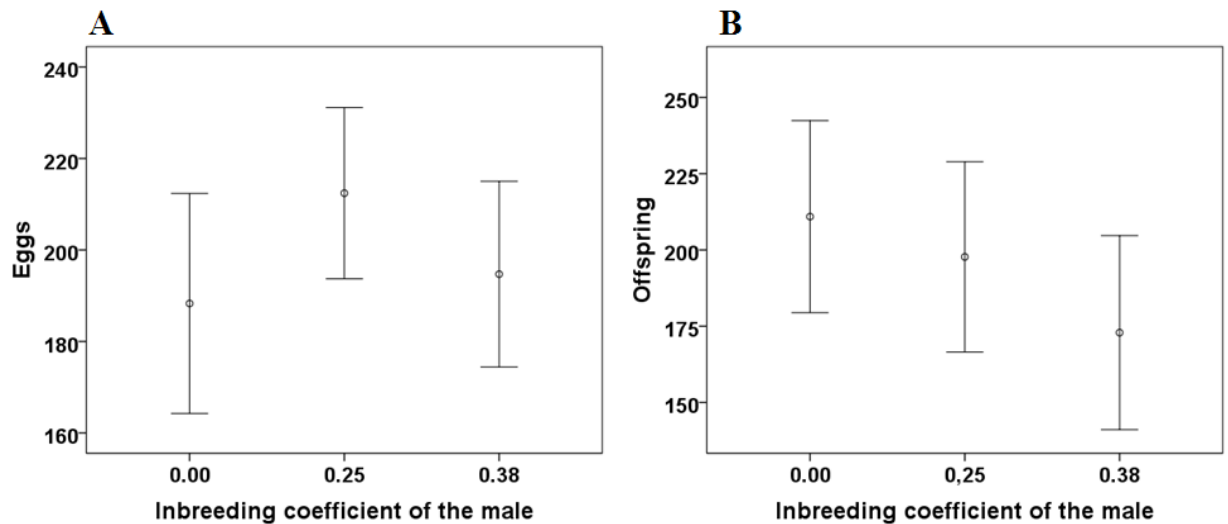 A
240
220
200
180
160
Eggs
0.00
0.25
0.38
Inbreeding coefficient of the male
B
250
225
200
175
150
Offspring
0.00
0,25
0.38
Inbreeding coefficient of the male